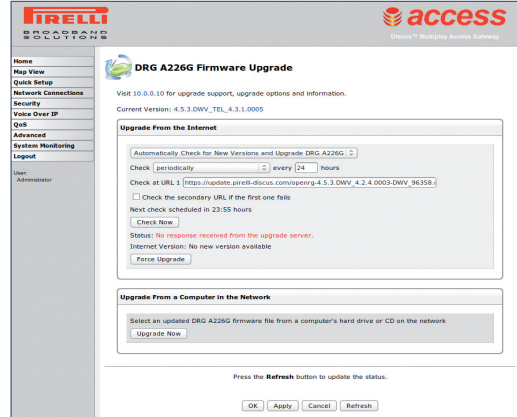 PIRELLI
BROADBAND
SOLUTIONS
access
Discus™ Multiplay Access Gateway
Home
Map View
Quick Setup
Network Connections
Security
Voice Over IP
QoS
Advanced
System Monitoring
Logout
User:
Administrator
DRG A226G Firmware Upgrade
Visit 10.0.0.10 for upgrade support, upgrade options and information.
Current Version: 4.5.3.DWV_TEL_4.3.1.0005
Upgrade From the Internet
Automatically Check for New Versions and Upgrade DRG A226G
Check periodically every 24 hours
Check at URL : https://update.pirelli-discus.com/openrg-4.5.3.DWV_4.2.4.0003-DWV_96358.
Check the secondary URL if the first one fails
Next check scheduled in 23:55 hours
Check Now
Status: No response received from the upgrade server.
Internet Version: No new version available
Force Upgrade
Upgrade From a Computer in the Network
Select an updated DRG A226G firmware file from a computer's hard drive or CD on the network
Upgrade Now
Press the Refresh button to update the status.
OK Apply Cancel Refresh